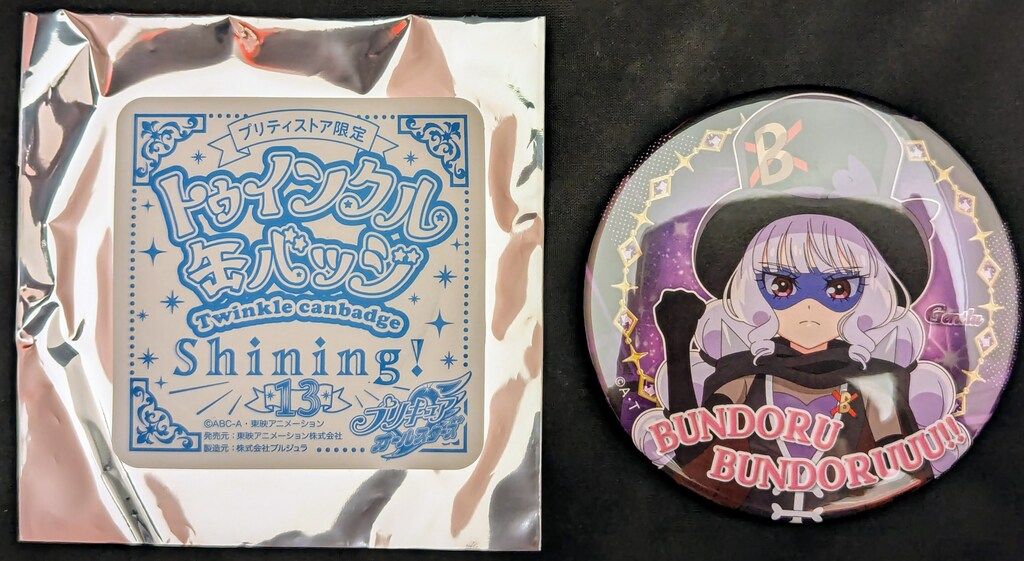 プリティストア限定
トゥインクル
缶バッジ
Twinkle canbadge
Shining!
13
プリキュア
オールスターズ
©ABC-A・東映アニメーション
発売元：東映アニメーション株式会社
製造元：株式会社プルジュラ
B
©A・T
B
BUNDORU
BUNDORUUU!!